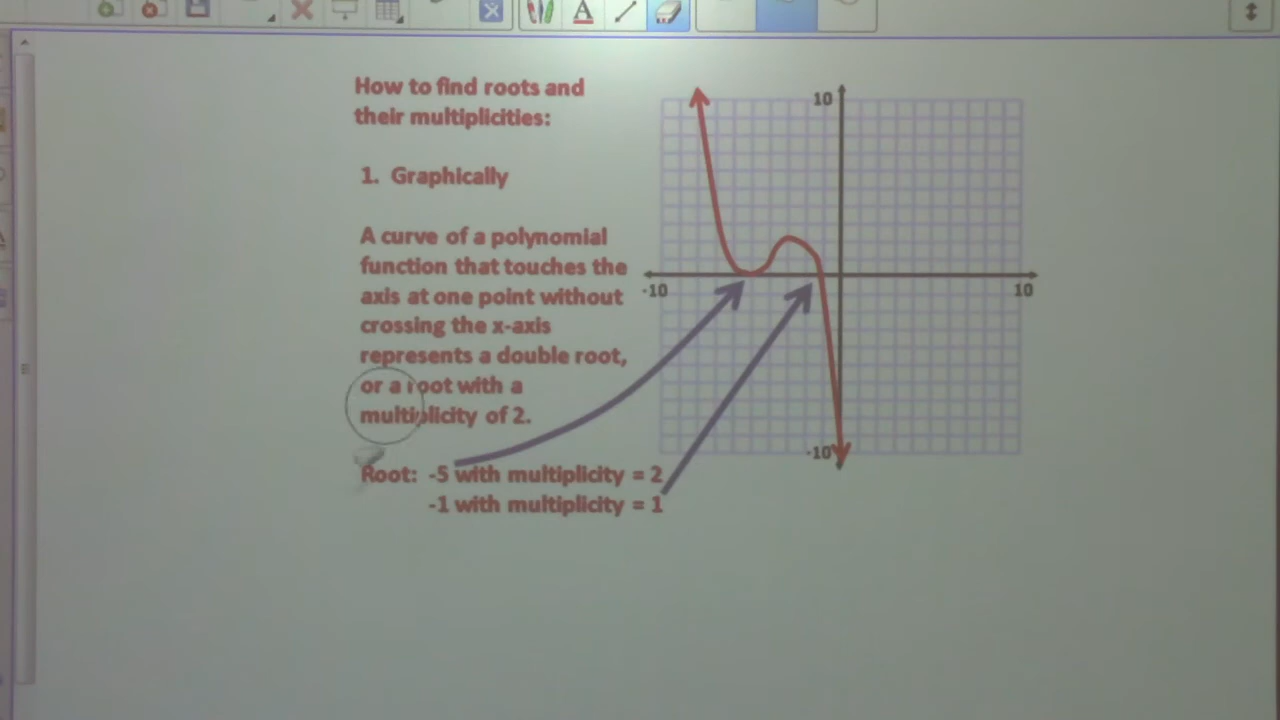 How to find roots and
their multiplicities:
1. Graphically
A curve of a polynomial
function that touches the
axis at one point without
crossing the x-axis
represents a double root,
or a root with a
multiplicity of 2.
Root: -5 with multiplicity = 2
-1 with multiplicity = 1
10
-10
10
-10
A